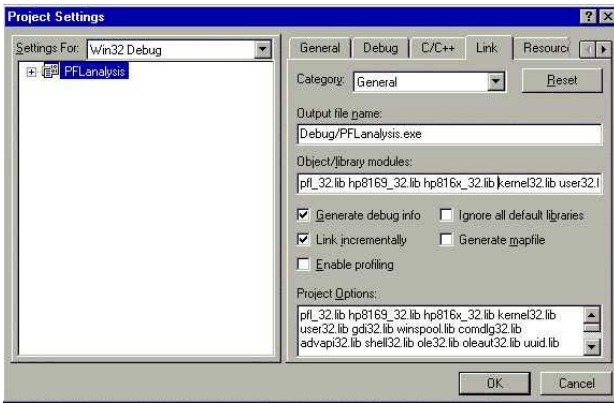 Project Settings
Settings For:
Win32 Debug
PFLanalysis
General
Debug
C/C++
Link
Category:
General
Reset
Output file name:
Debug/PFLanalysis.exe
Object/library modules:
pfl_32.lib hp8169_32.lib hp816x_32.lib kernel32.lib user32.l
Generate debug info
Ignore all default libraries
Link incrementally
Generate mapfile
Enable profiling
Project Options:
pfl_32.lib hp8169_32.lib hp816x_32.lib kernel32.lib
user32.lib gdi32.lib winspool.lib comdlg32.lib
advapi32.lib shell32.lib ole32.lib oleaut32.lib uuid.lib
OK
Cancel